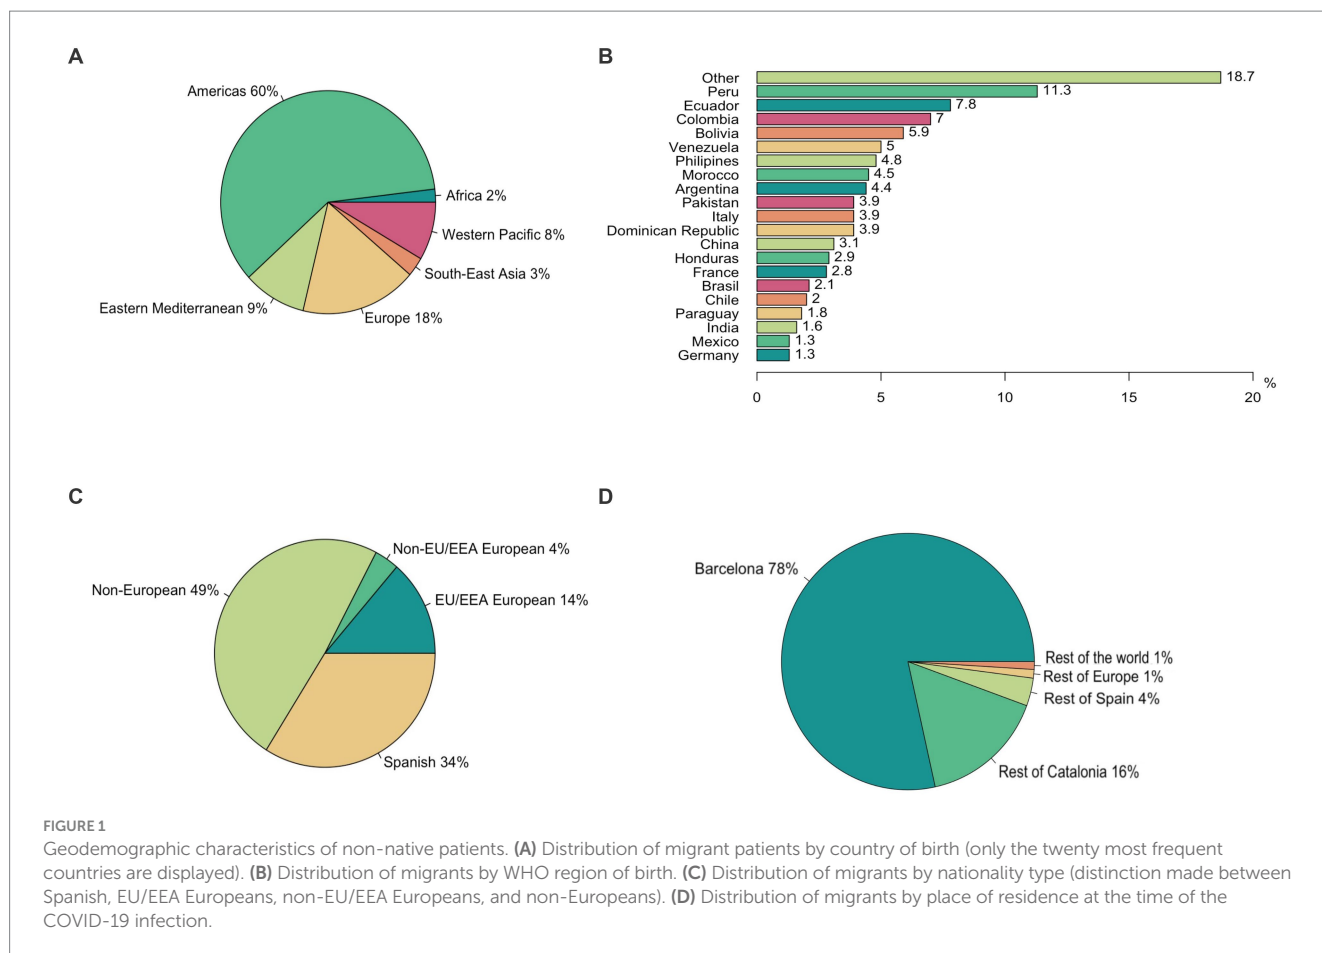 A
Americas 60%
Africa 2%
Western Pacific 8%
South-East Asia 3%
Europe 18%
Eastern Mediterranean 9%
B
Other 18.7
Peru 11.3
Ecuador 7.8
Colombia 7
Bolivia 5.9
Venezuela 5
Philipines 4.8
Morocco 4.5
Argentina 4.4
Pakistan 3.9
Italy 3.9
Dominican Republic 3.9
China 3.1
Honduras 2.9
France 2.8
Brasil 2.1
Chile 2
Paraguay 1.8
India 1.6
Mexico 1.3
Germany 1.3
%
0 5 10 15 20
C
Non-EU/EEA European 4%
Non-European 49%
EU/EEA European 14%
Spanish 34%
D
Barcelona 78%
Rest of the world 1%
Rest of Europe 1%
Rest of Spain 4%
Rest of Catalonia 16%
FIGURE 1
Geodemographic characteristics of non-native patients. (A) Distribution of migrant patients by country of birth (only the twenty most frequent
countries are displayed). (B) Distribution of migrants by WHO region of birth. (C) Distribution of migrants by nationality type (distinction made between
Spanish, EU/EEA Europeans, non-EU/EEA Europeans, and non-Europeans). (D) Distribution of migrants by place of residence at the time of the
COVID-19 infection.